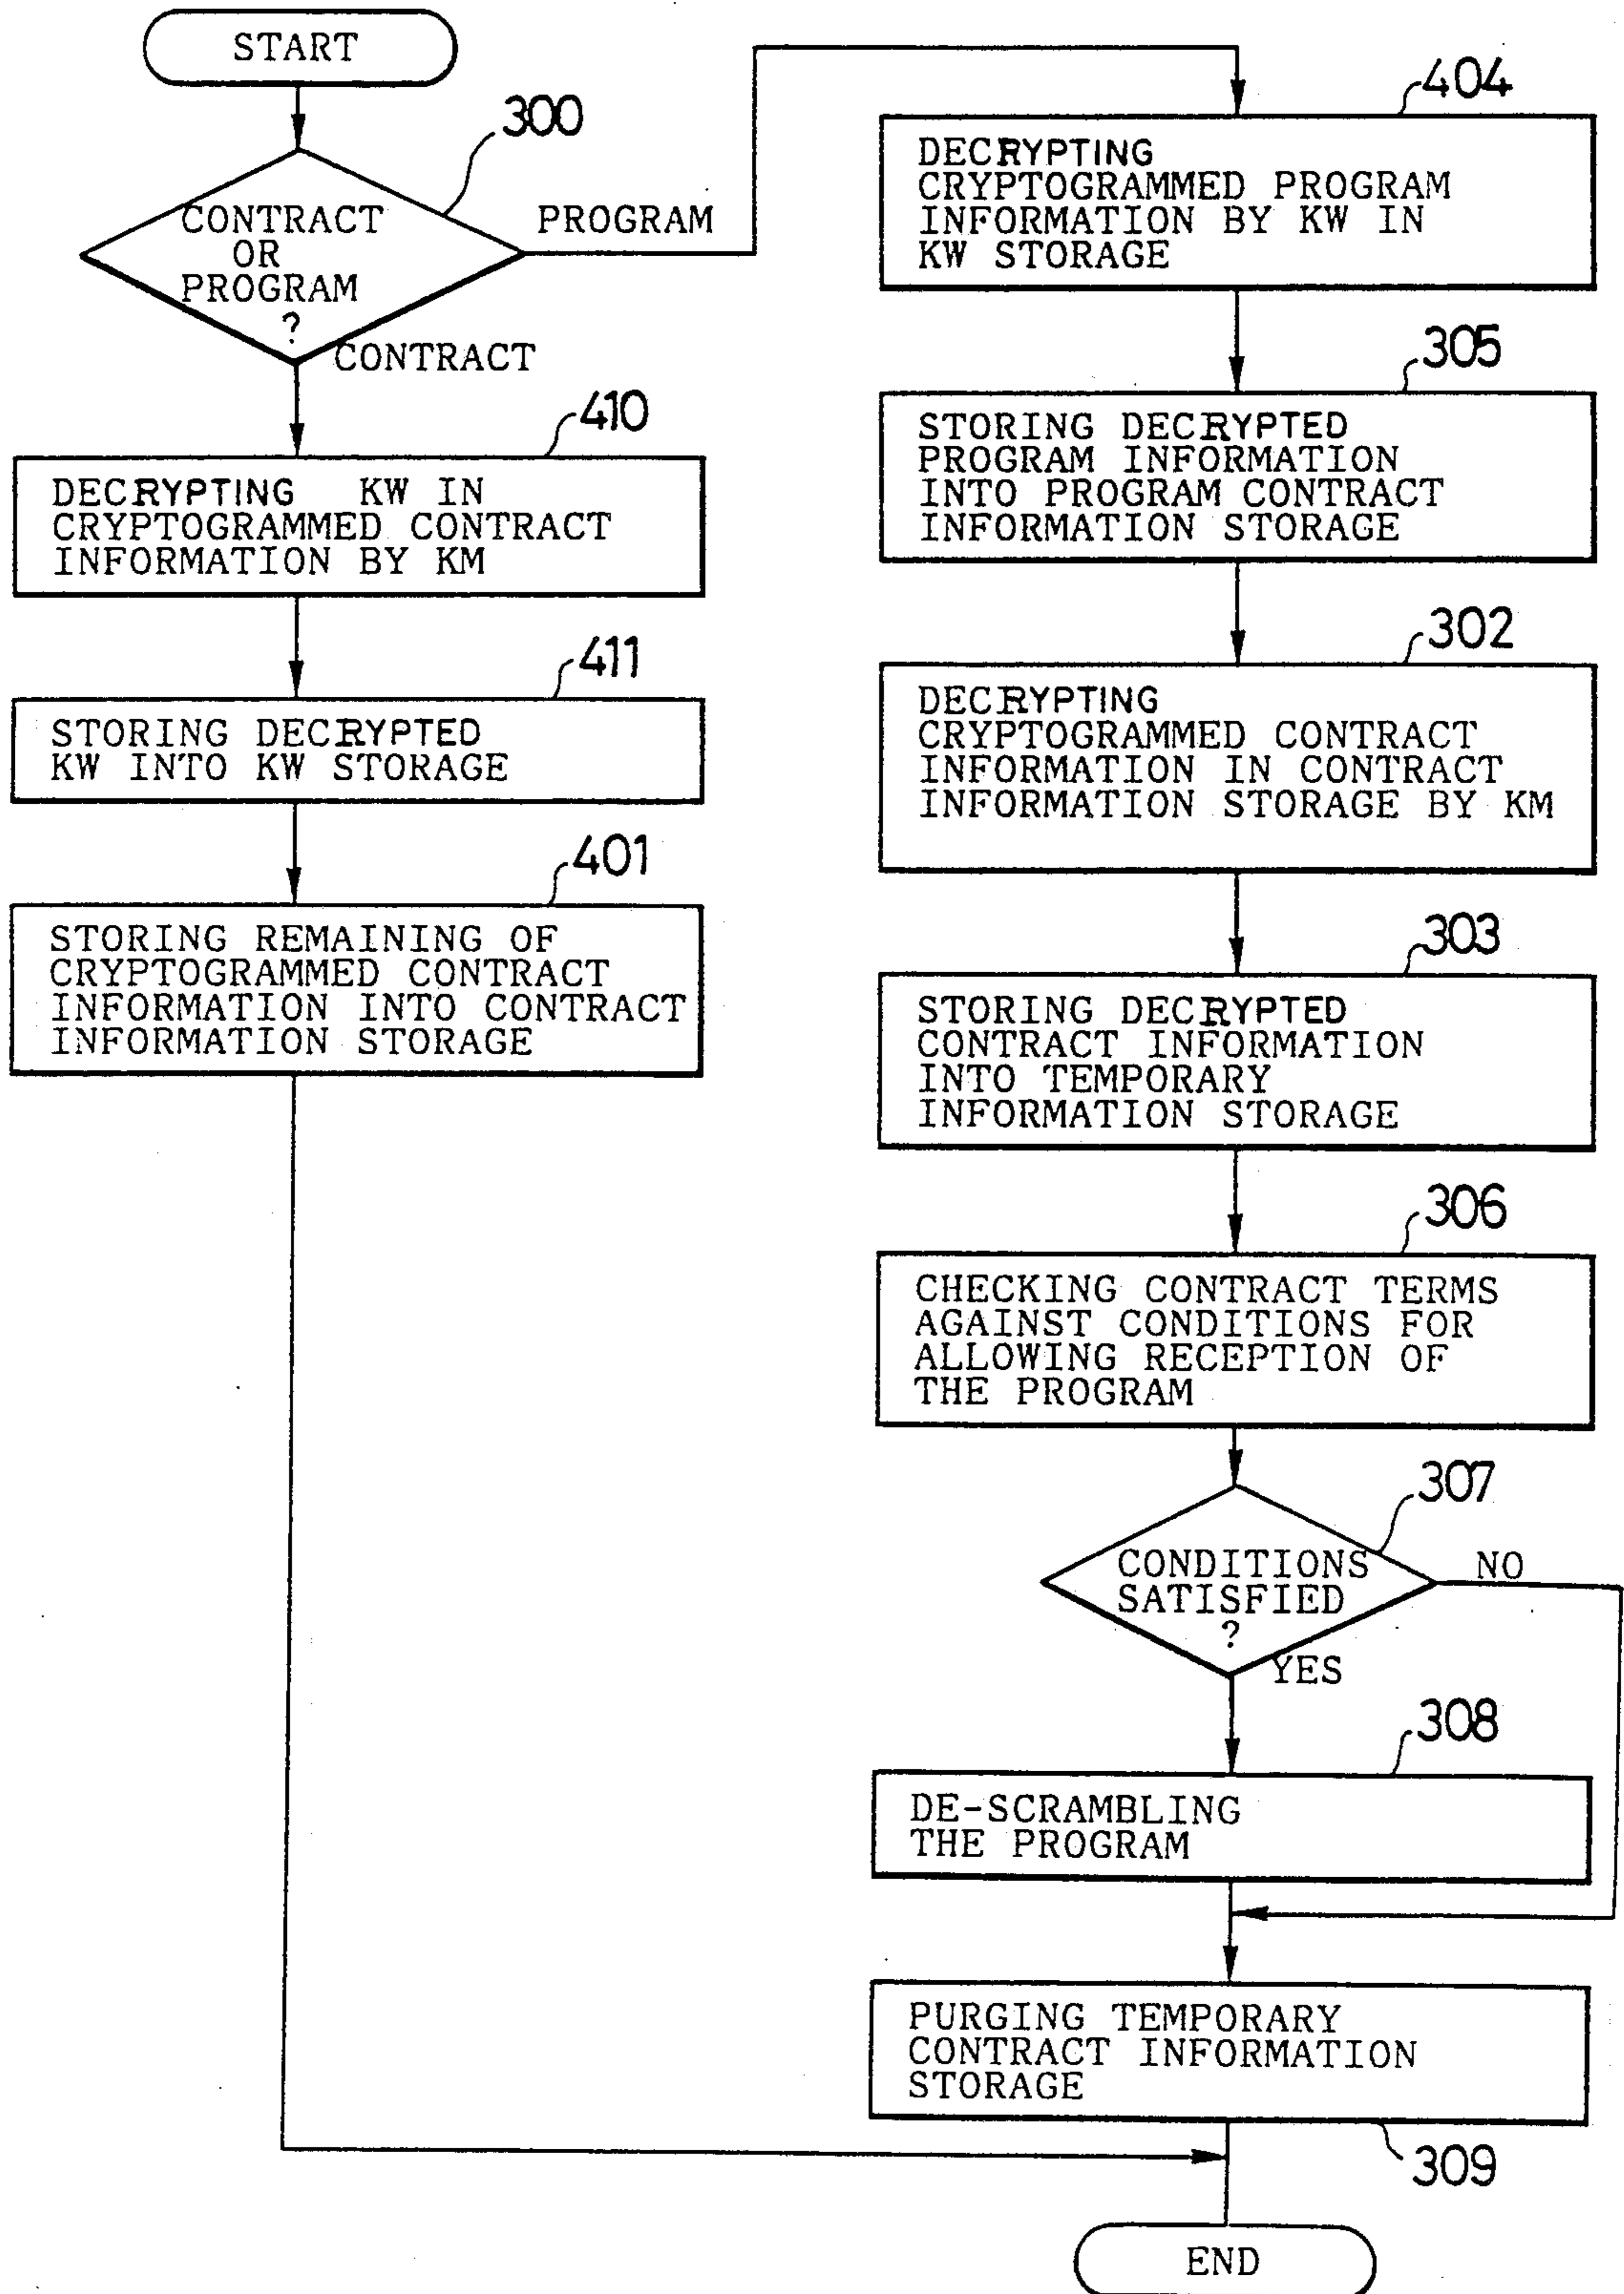 START
300
CONTRACT
OR
PROGRAM
?
PROGRAM
CONTRACT
410
DECRYPTING KW IN
CRYPTOGRAMMED CONTRACT
INFORMATION BY KM
411
STORING DECRYPTED
KW INTO KW STORAGE
401
STORING REMAINING OF
CRYPTOGRAMMED CONTRACT
INFORMATION INTO CONTRACT
INFORMATION STORAGE
404
DECRYPTING
CRYPTOGRAMMED PROGRAM
INFORMATION BY KW IN
KW STORAGE
305
STORING DECRYPTED
PROGRAM INFORMATION
INTO PROGRAM CONTRACT
INFORMATION STORAGE
302
DECRYPTING
CRYPTOGRAMMED CONTRACT
INFORMATION IN CONTRACT
INFORMATION STORAGE BY KM
303
STORING DECRYPTED
CONTRACT INFORMATION
INTO TEMPORARY
INFORMATION STORAGE
306
CHECKING CONTRACT TERMS
AGAINST CONDITIONS FOR
ALLOWING RECEPTION OF
THE PROGRAM
307
CONDITIONS
SATISFIED
?
NO
YES
308
DE-SCRAMBLING
THE PROGRAM
PURGING TEMPORARY
CONTRACT INFORMATION
STORAGE
309
END